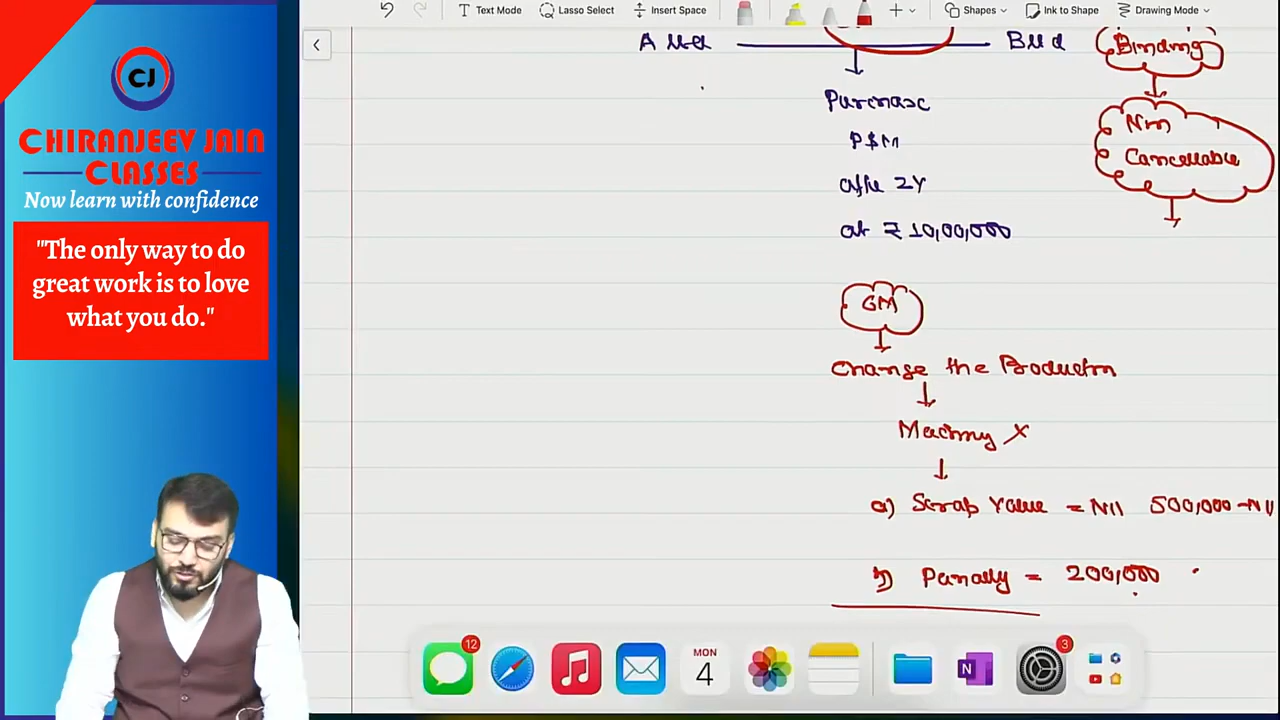 Text Mode Lasso Select Insert Space + Shapes Ink to Shape Drawing Mode
CJ
CHIRANJEEV JAIN
CLASSES
Now learn with confidence
"The only way to do
great work is to love
what you do."
A Ltd B Ltd
Purchase
P&M
after 2Y
at ₹ 10,00,000
Binding
Non
Cancellable
GM
Change the Production
Machinery X
a) Scrap Value = Nil 500,000 - Nil
b) Penalty = 200,000
12
MON
4
3